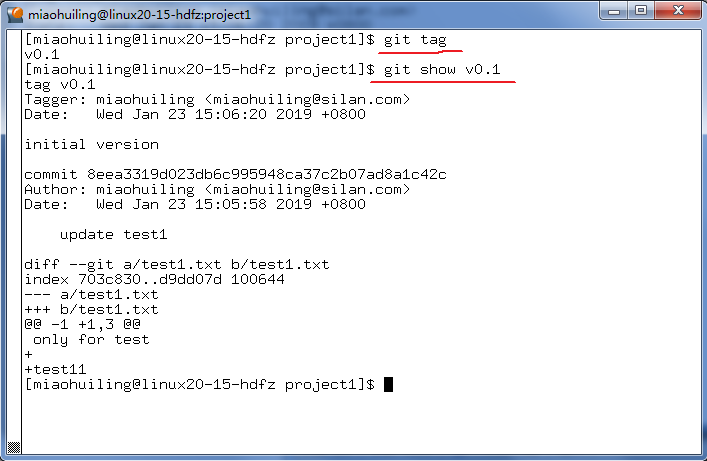 miaohuiling@linux20-15-hdfz:project1
[miaohuiling@linux20-15-hdfz project1]$ git tag
v0.1
[miaohuiling@linux20-15-hdfz project1]$ git show v0.1
tag v0.1
Tagger: miaohuiling <miaohuiling@silan.com>
Date:   Wed Jan 23 15:06:20 2019 +0800

initial version

commit 8eea3319d023db6c995948ca37c2b07ad8a1c42c
Author: miaohuiling <miaohuiling@silan.com>
Date:   Wed Jan 23 15:05:58 2019 +0800

    update test1

diff --git a/test1.txt b/test1.txt
index 703c830..d9dd07d 100644
--- a/test1.txt
+++ b/test1.txt
@@ -1 +1,3 @@
 only for test
+
+test11
[miaohuiling@linux20-15-hdfz project1]$